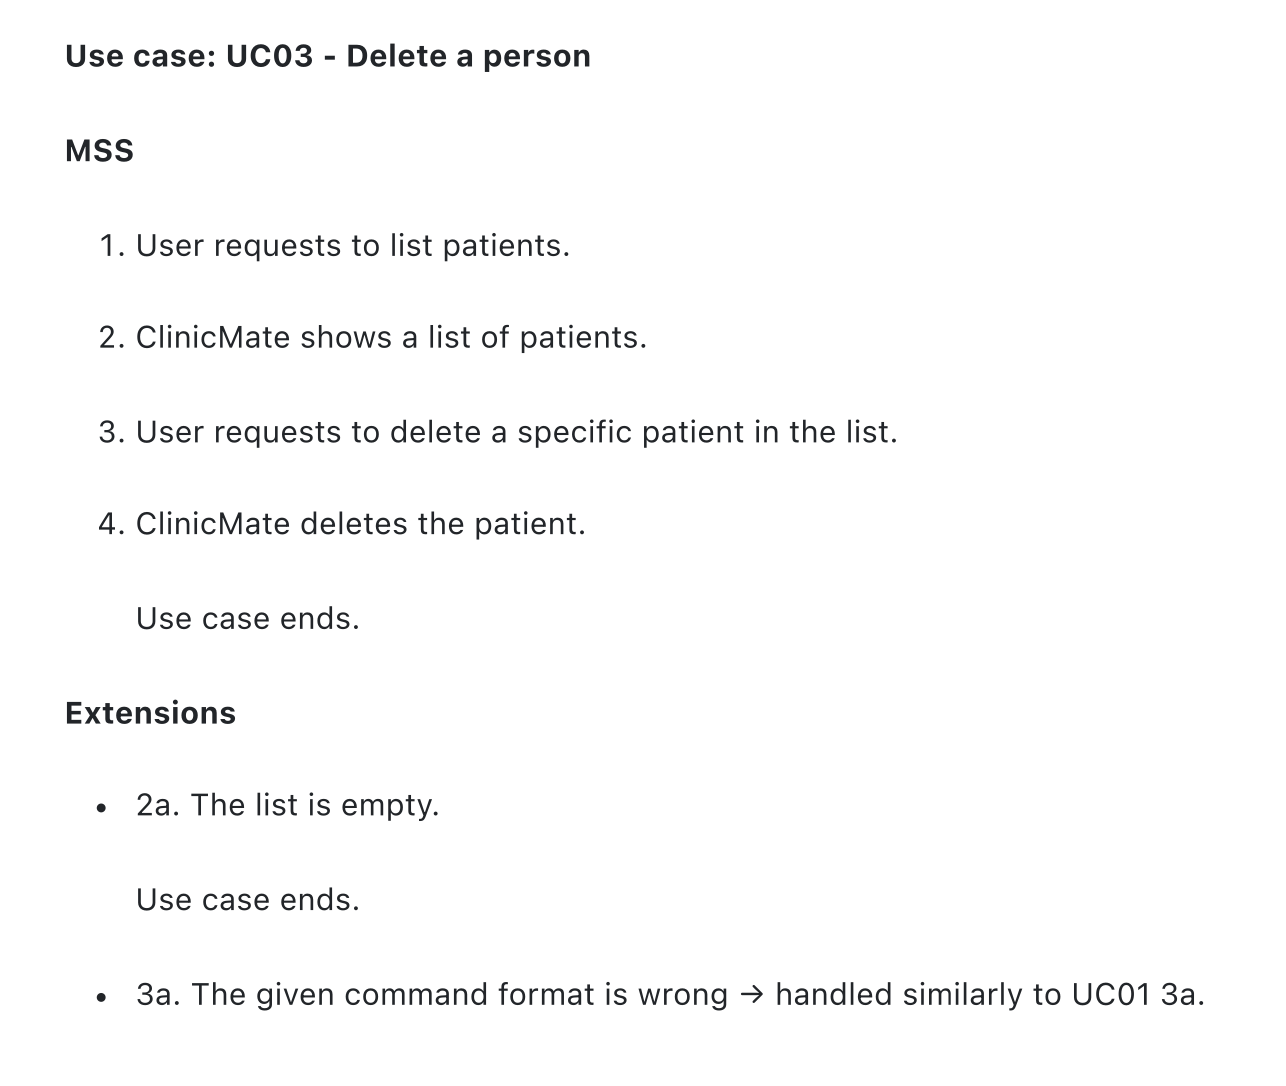 Use case: UC03 - Delete a person
MSS
1. User requests to list patients.
2. ClinicMate shows a list of patients.
3. User requests to delete a specific patient in the list.
4. ClinicMate deletes the patient.
Use case ends.
Extensions
• 2a. The list is empty.
Use case ends.
• 3a. The given command format is wrong → handled similarly to UC01 3a.